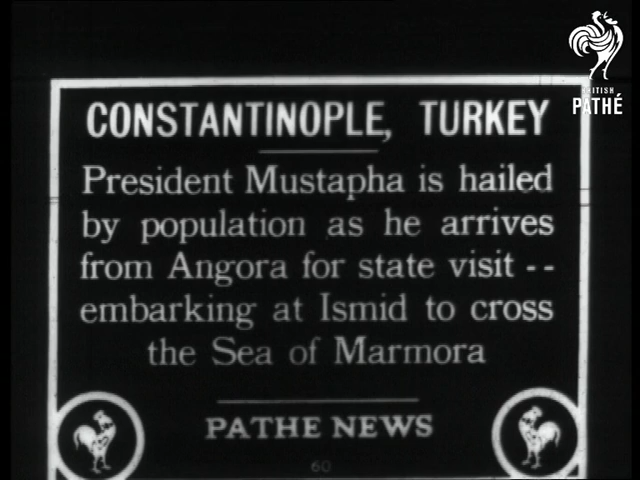 BRITISH
PATHÉ
CONSTANTINOPLE, TURKEY
President Mustapha is hailed
by population as he arrives
from Angora for state visit --
embarking at Ismid to cross
the Sea of Marmora
PATHE NEWS
60